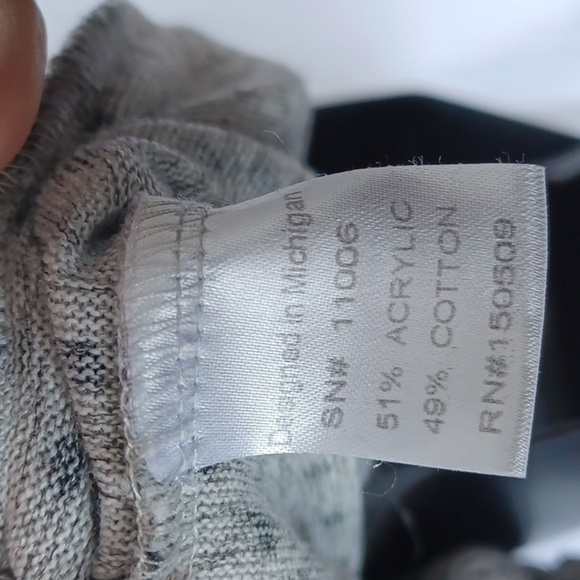 Designed in Michigan
SN# 11006
51% ACRYLIC
49% COTTON
RN#150509